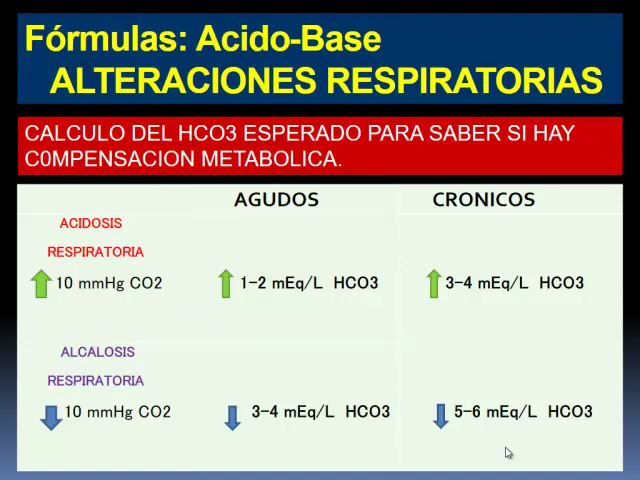 Fórmulas: Acido-Base
ALTERACIONES RESPIRATORIAS
CALCULO DEL HCO3 ESPERADO PARA SABER SI HAY
C0MPENSACION METABOLICA.
AGUDOS CRONICOS
ACIDOSIS
RESPIRATORIA
10 mmHg CO2 1-2 mEq/L HCO3 3-4 mEq/L HCO3
ALCALOSIS
RESPIRATORIA
10 mmHg CO2 3-4 mEq/L HCO3 5-6 mEq/L HCO3